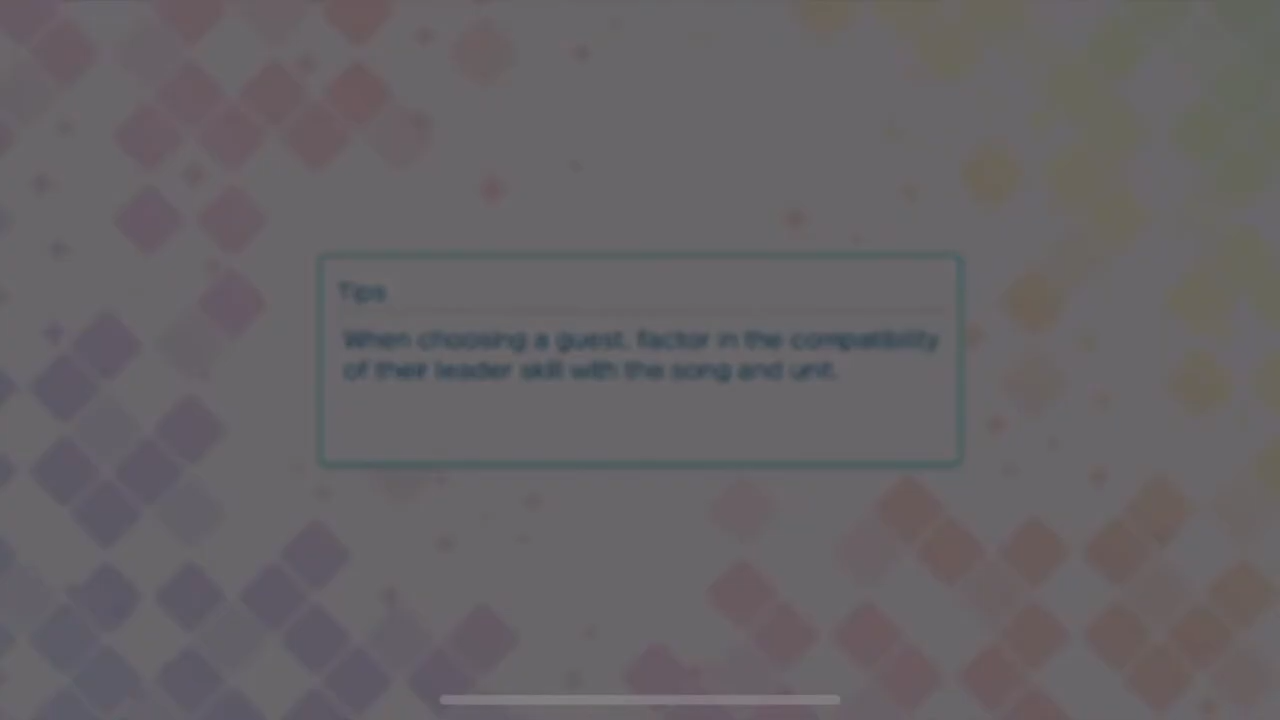 Tips
When choosing a guest, factor in the compatibility
of their leader skill with the song and unit.